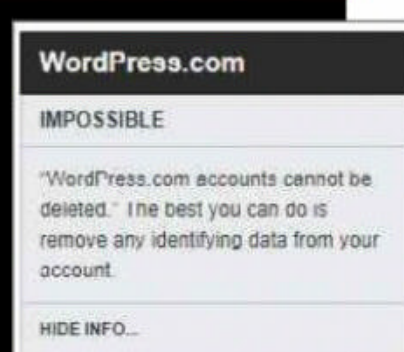 WordPress.com
IMPOSSIBLE
"WordPress.com accounts cannot be
deleted." The best you can do is
remove any identifying data from your
account.
HIDE INFO...